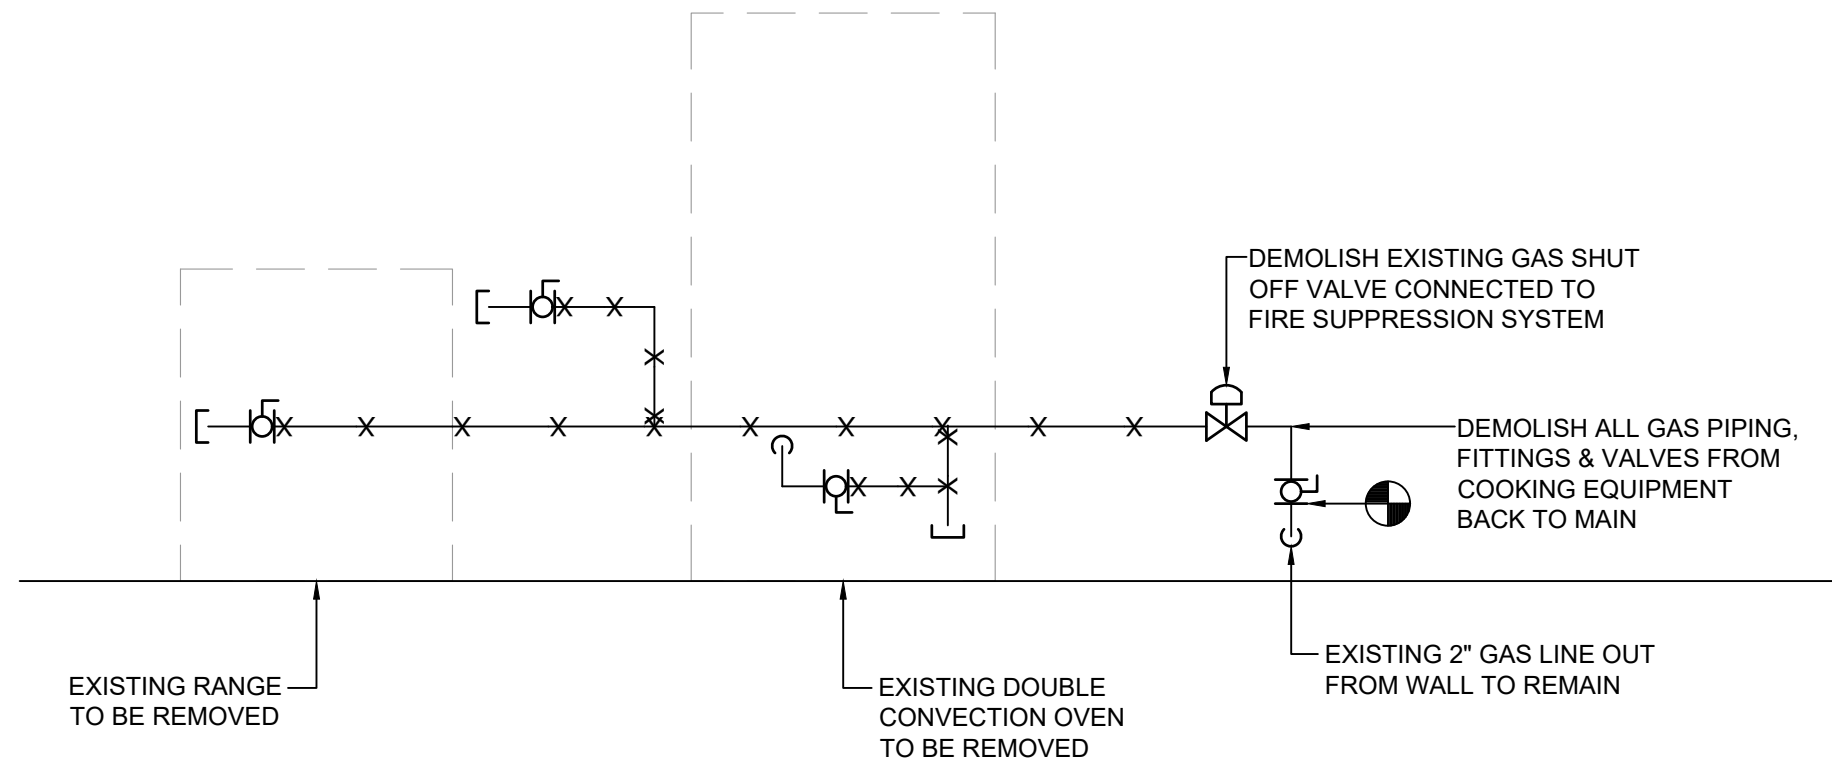 DEMOLISH EXISTING GAS SHUT
OFF VALVE CONNECTED TO
FIRE SUPPRESSION SYSTEM
DEMOLISH ALL GAS PIPING,
FITTINGS & VALVES FROM
COOKING EQUIPMENT
BACK TO MAIN
EXISTING RANGE
TO BE REMOVED
EXISTING DOUBLE
CONVECTION OVEN
TO BE REMOVED
EXISTING 2" GAS LINE OUT
FROM WALL TO REMAIN